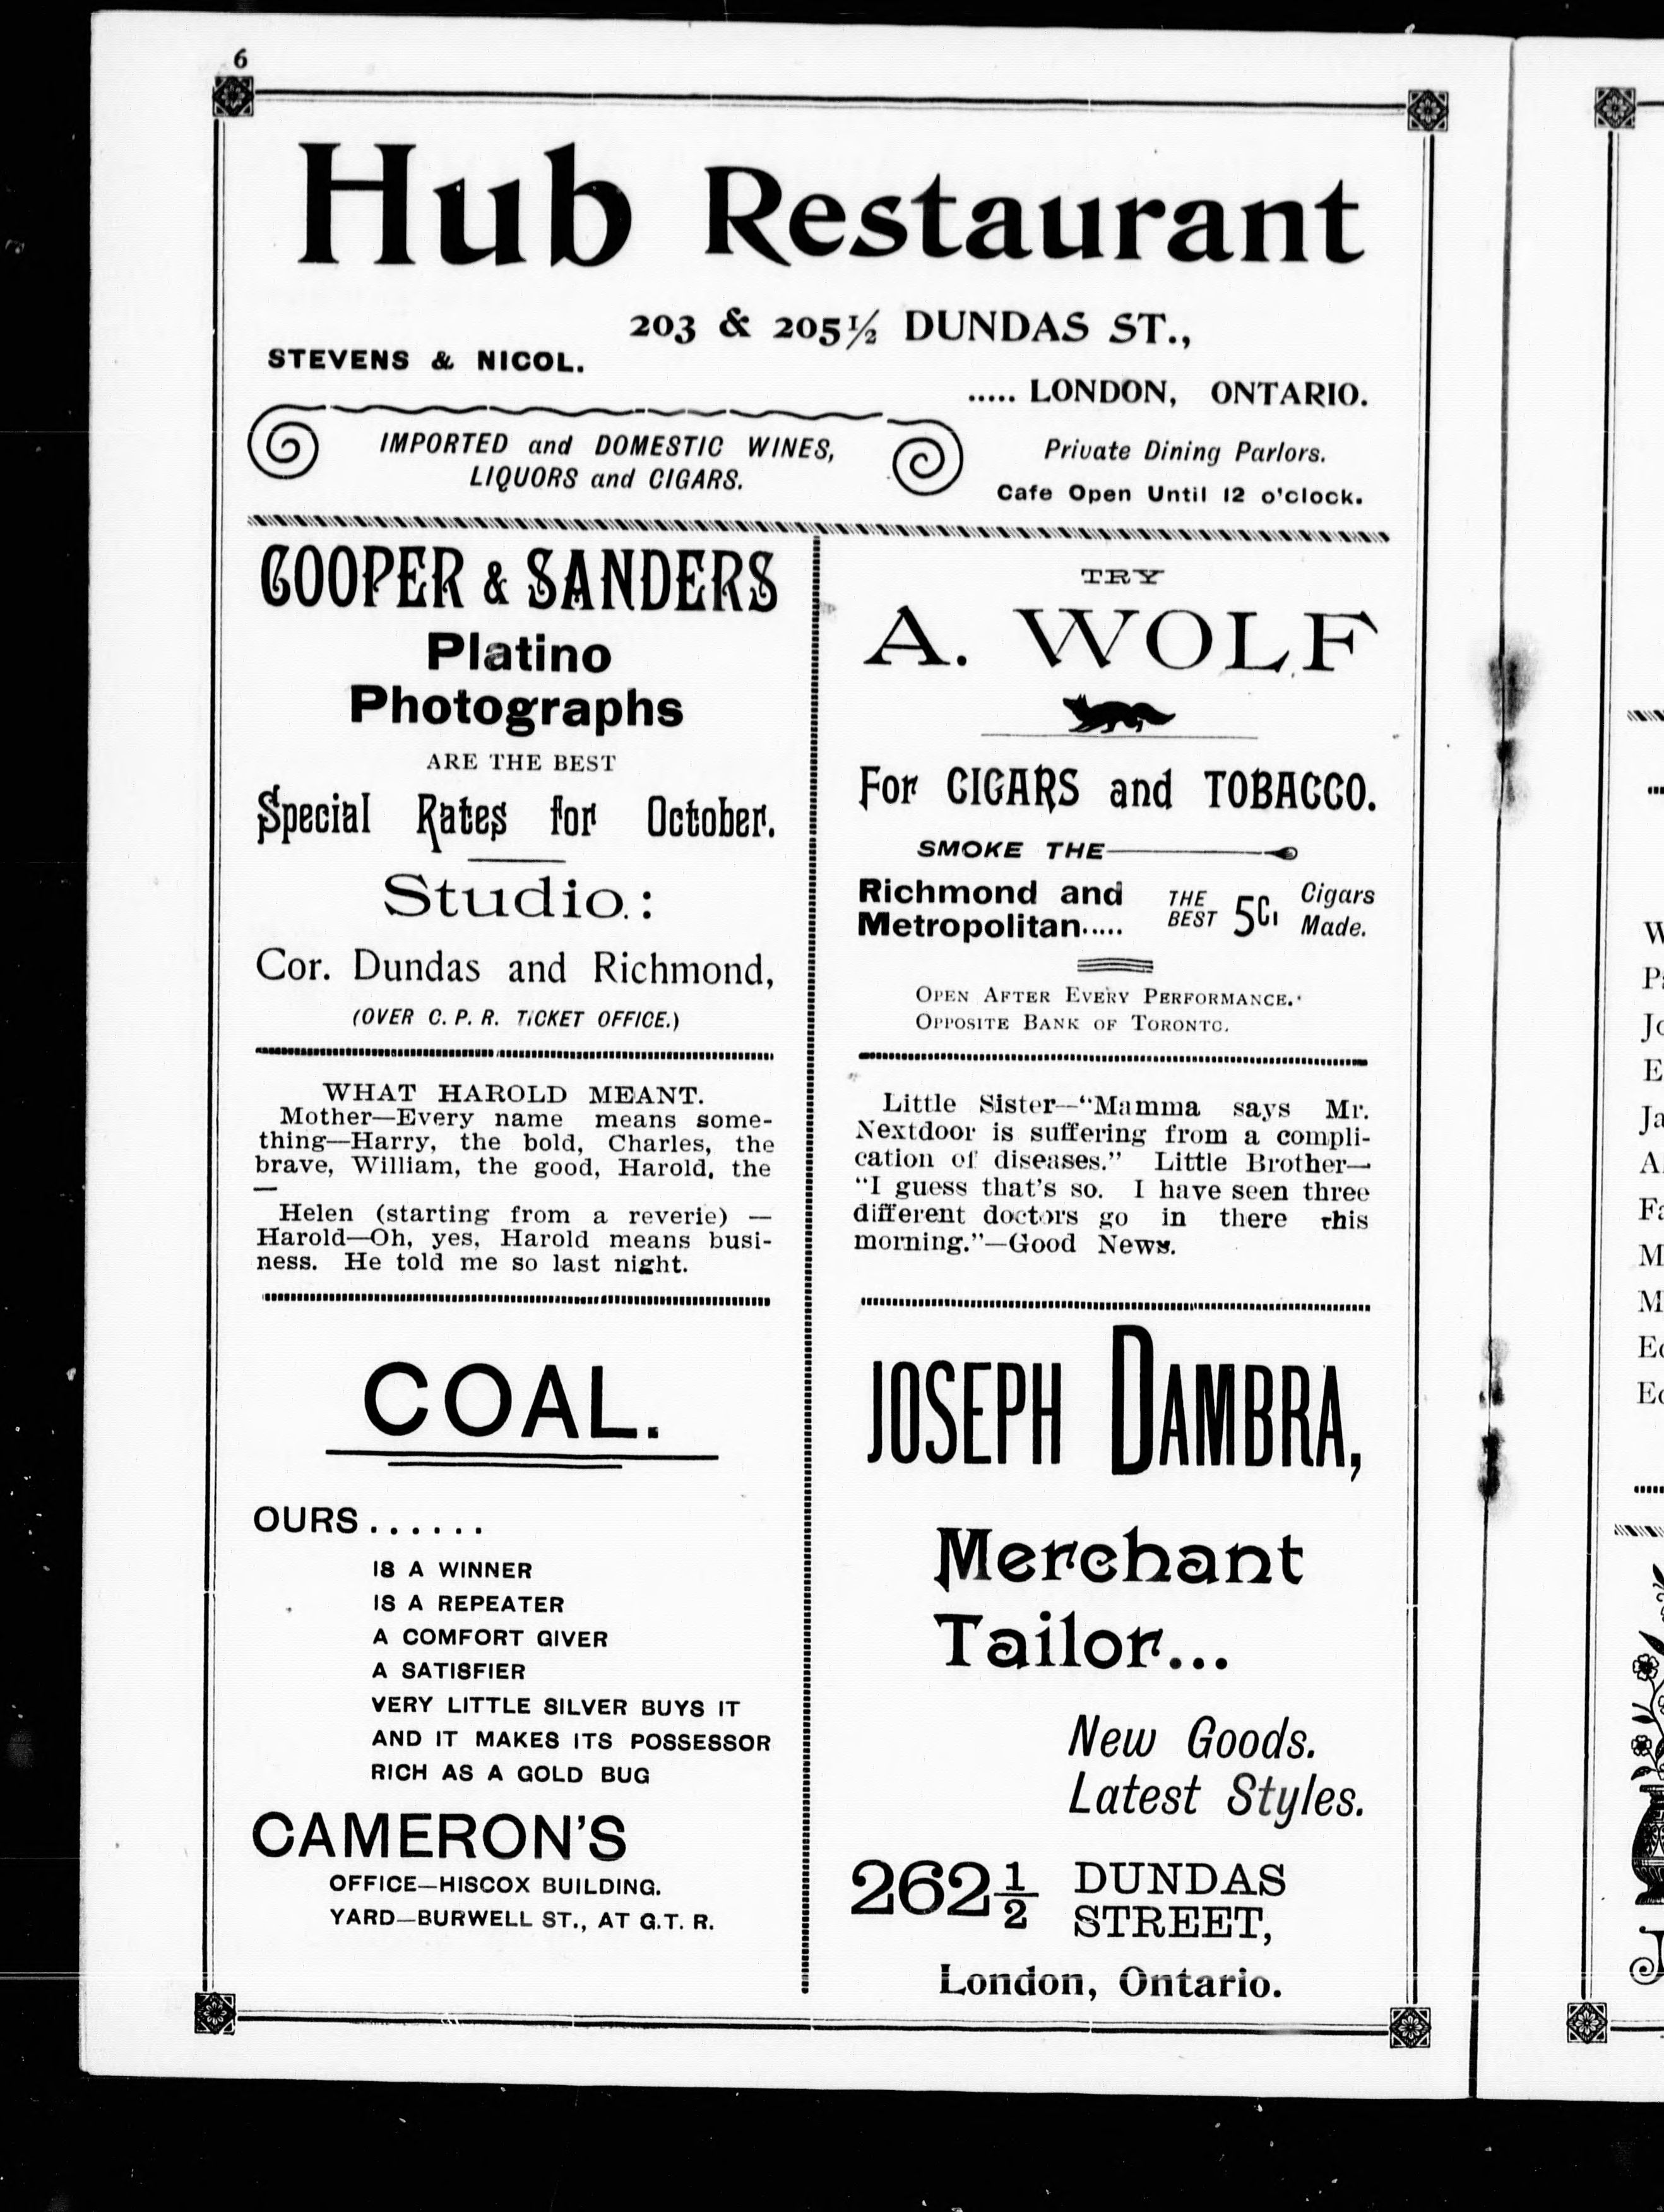 6
Hub Restaurant
203 & 205½ DUNDAS ST.,
STEVENS & NICOL.
..... LONDON, ONTARIO.
IMPORTED and DOMESTIC WINES,
LIQUORS and CIGARS.
Private Dining Parlors.
Cafe Open Until 12 o'clock.
COOPER & SANDERS
Platino
Photographs
ARE THE BEST
Special Rates for October.
Studio.:
Cor. Dundas and Richmond,
(OVER C. P. R. TICKET OFFICE.)
WHAT HAROLD MEANT.
Mother—Every name means some-
thing—Harry, the bold, Charles, the
brave, William, the good, Harold, the
—
Helen (starting from a reverie) —
Harold—Oh, yes, Harold means busi-
ness. He told me so last night.
COAL.
OURS......
IS A WINNER
IS A REPEATER
A COMFORT GIVER
A SATISFIER
VERY LITTLE SILVER BUYS IT
AND IT MAKES ITS POSSESSOR
RICH AS A GOLD BUG
CAMERON'S
OFFICE—HISCOX BUILDING.
YARD—BURWELL ST., AT G.T. R.
TRY
A. WOLF
For CIGARS and TOBACCO.
SMOKE THE
Richmond and
Metropolitan.....
THE
BEST
5C.
Cigars
Made.
OPEN AFTER EVERY PERFORMANCE.
OPPOSITE BANK OF TORONTO.
Little Sister—"Mamma says Mr.
Nextdoor is suffering from a compli-
cation of diseases." Little Brother—
"I guess that's so. I have seen three
different doctors go in there this
morning."—Good News.
JOSEPH DAMBRA,
Merchant
Tailor...
New Goods.
Latest Styles.
262½ DUNDAS
STREET,
London, Ontario.